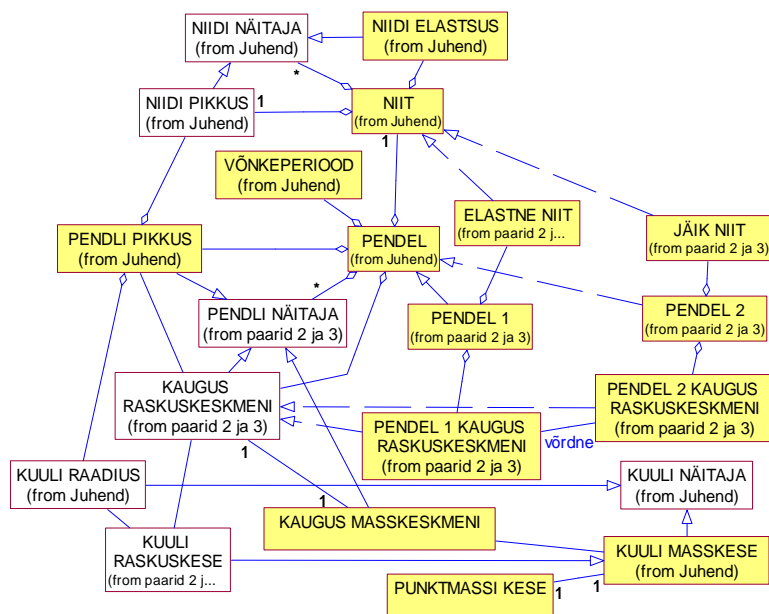 NIIDI NÄITAJA
(from Juhend)
NIIDI ELASTSUS
(from Juhend)
*
NIIDI PIKKUS
(from Juhend)
1
NIIT
(from Juhend)
1
VÕNKEPERIOOD
(from Juhend)
ELASTNE NIIT
(from paarid 2 j...
JÄIK NIIT
(from paarid 2 ja 3)
PENDLI PIKKUS
(from Juhend)
PENDEL
(from Juhend)
*
PENDLI NÄITAJA
(from paarid 2 ja 3)
PENDEL 1
(from paarid 2 ja 3)
PENDEL 2
(from paarid 2 ja 3)
KAUGUS
RASKUSKESKMENI
(from paarid 2 ja 3)
1
PENDEL 1 KAUGUS
RASKUSKESKMENI
(from paarid 2 ja 3)
võrdne
PENDEL 2 KAUGUS
RASKUSKESKMENI
(from paarid 2 ja 3)
KUULI RAADIUS
(from Juhend)
KUULI NÄITAJA
(from Juhend)
1
KAUGUS MASSKESKMENI
KUULI
RASKUSKESE
(from paarid 2 j...
KUULI MASSKESE
(from Juhend)
PUNKTMASSI KESE
1
1